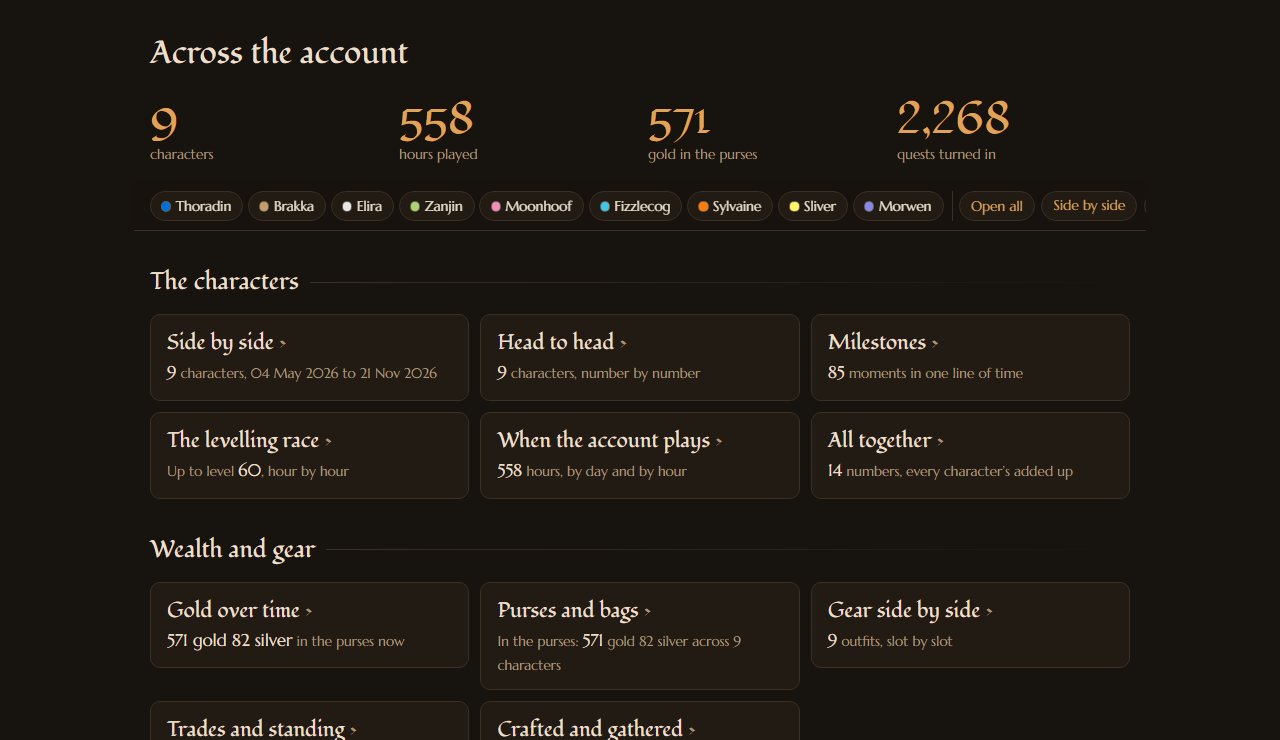 Across the account
9 558 571 2,268
characters hours played gold in the purses quests turned in
Thoradin Brakka Elira Zanjin Moonhoof Fizzlecog Sylvaine Sliver Morwen Open all Side by side
The characters
Side by side Head to head Milestones
9 characters, 04 May 2026 to 21 Nov 2026 9 characters, number by number 85 moments in one line of time
The levelling race When the account plays All together
Up to level 60, hour by hour 558 hours, by day and by hour 14 numbers, every character's added up
Wealth and gear
Gold over time Purses and bags Gear side by side
571 gold 82 silver in the purses now In the purses: 571 gold 82 silver across 9 9 outfits, slot by slot
characters
Trades and standing Crafted and gathered